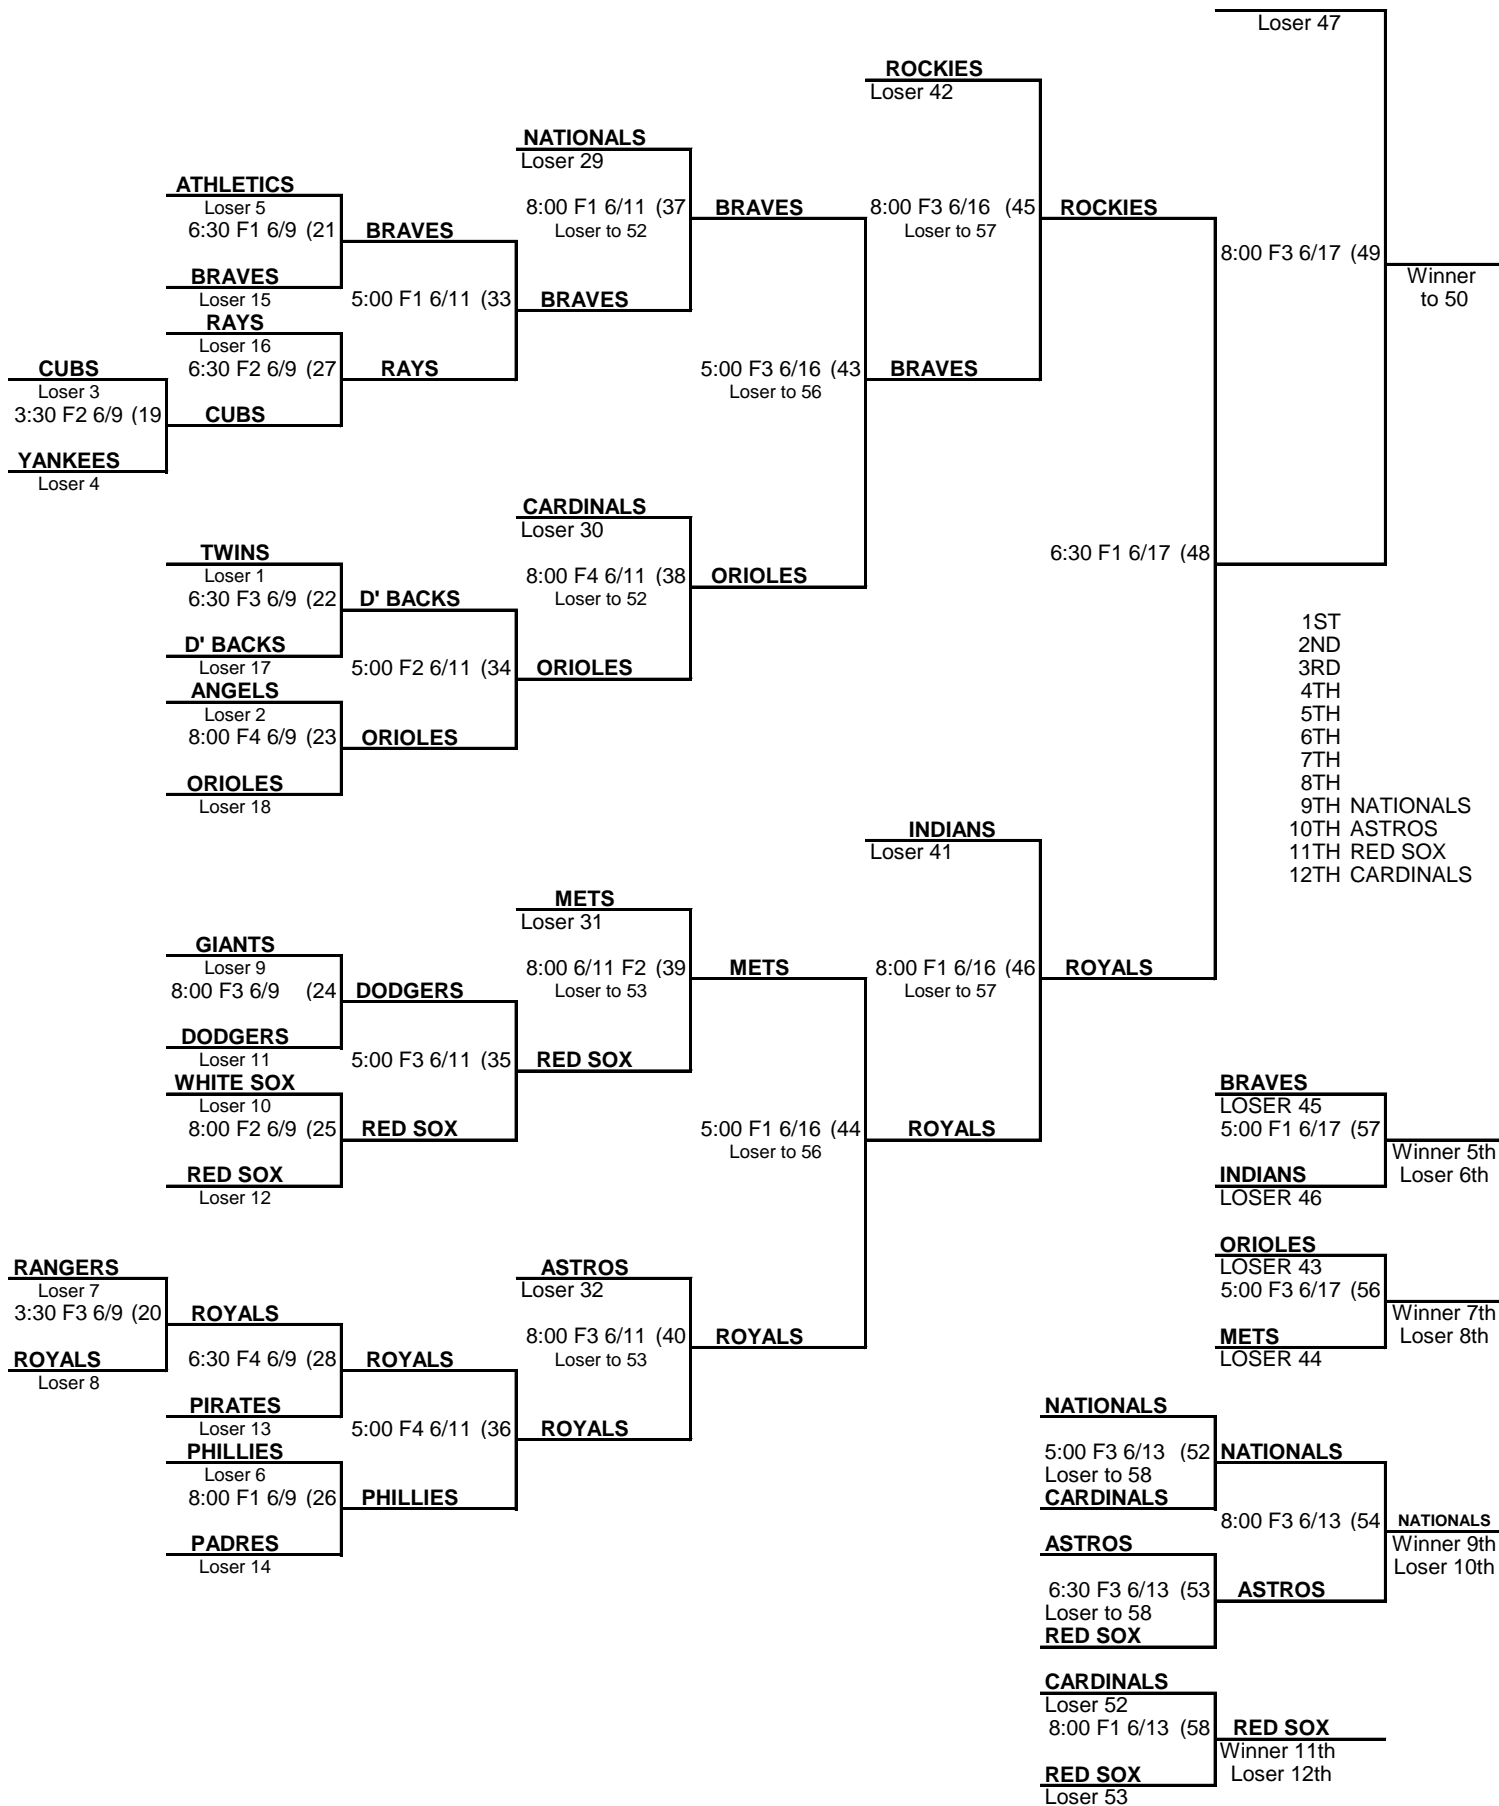 Loser 47
ROCKIES
Loser 42
NATIONALS
Loser 29
ATHLETICS
Loser 5
8:00 F1 6/11 (37
BRAVES
8:00 F3 6/16 (45
ROCKIES
6:30 F1 6/9 (21
BRAVES
Loser to 52
Loser to 57
8:00 F3 6/17 (49
BRAVES
Winner
to 50
Loser 15
5:00 F1 6/11 (33
BRAVES
RAYS
Loser 16
CUBS
6:30 F2 6/9 (27
RAYS
5:00 F3 6/16 (43
BRAVES
Loser 3
Loser to 56
3:30 F2 6/9 (19
CUBS
YANKEES
Loser 4
CARDINALS
Loser 30
TWINS
6:30 F1 6/17 (48
Loser 1
8:00 F4 6/11 (38
ORIOLES
6:30 F3 6/9 (22
D' BACKS
Loser to 52
1ST
2ND
3RD
4TH
5TH
6TH
7TH
8TH
9TH NATIONALS
10TH ASTROS
11TH RED SOX
12TH CARDINALS
D' BACKS
Loser 17
5:00 F2 6/11 (34
ORIOLES
ANGELS
Loser 2
8:00 F4 6/9 (23
ORIOLES
ORIOLES
Loser 18
INDIANS
Loser 41
METS
Loser 31
GIANTS
Loser 9
8:00 6/11 F2 (39
METS
8:00 F1 6/16 (46
ROYALS
8:00 F3 6/9 (24
DODGERS
Loser to 53
Loser to 57
DODGERS
Loser 11
5:00 F3 6/11 (35
RED SOX
WHITE SOX
BRAVES
Loser 10
LOSER 45
8:00 F2 6/9 (25
RED SOX
5:00 F1 6/16 (44
ROYALS
5:00 F1 6/17 (57
Loser to 56
Winner 5th
Loser 6th
RED SOX
INDIANS
Loser 12
LOSER 46
ORIOLES
LOSER 43
RANGERS
ASTROS
Loser 7
Loser 32
5:00 F3 6/17 (56
3:30 F3 6/9 (20
ROYALS
Winner 7th
Loser 8th
8:00 F3 6/11 (40
ROYALS
METS
ROYALS
6:30 F4 6/9 (28
ROYALS
Loser to 53
LOSER 44
Loser 8
PIRATES
NATIONALS
Loser 13
5:00 F4 6/11 (36
ROYALS
PHILLIES
5:00 F3 6/13 (52
NATIONALS
Loser 6
Loser to 58
8:00 F1 6/9 (26
PHILLIES
CARDINALS
8:00 F3 6/13 (54
NATIONALS
PADRES
ASTROS
Winner 9th
Loser 10th
Loser 14
6:30 F3 6/13 (53
ASTROS
Loser to 58
RED SOX
CARDINALS
Loser 52
8:00 F1 6/13 (58
RED SOX
Winner 11th
Loser 12th
RED SOX
Loser 53